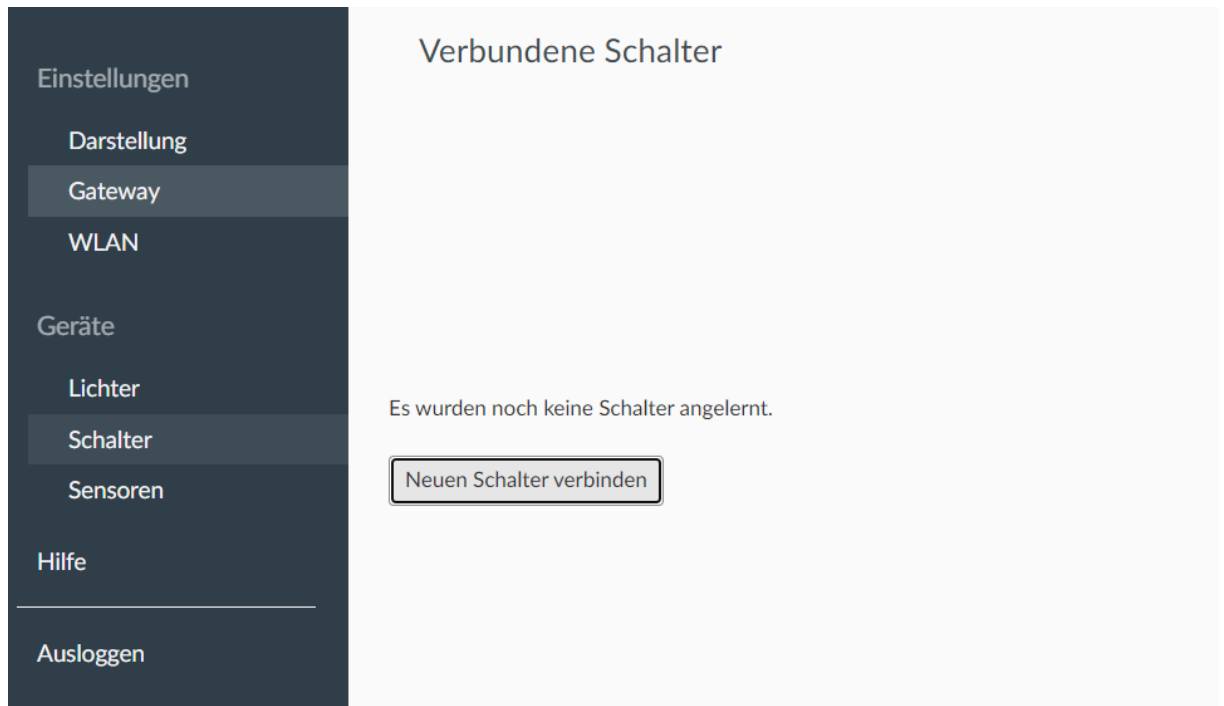 Einstellungen
Darstellung
Gateway
WLAN
Geräte
Lichter
Schalter
Sensoren
Hilfe
Ausloggen
Verbundene Schalter
Es wurden noch keine Schalter angelernt.
Neuen Schalter verbinden